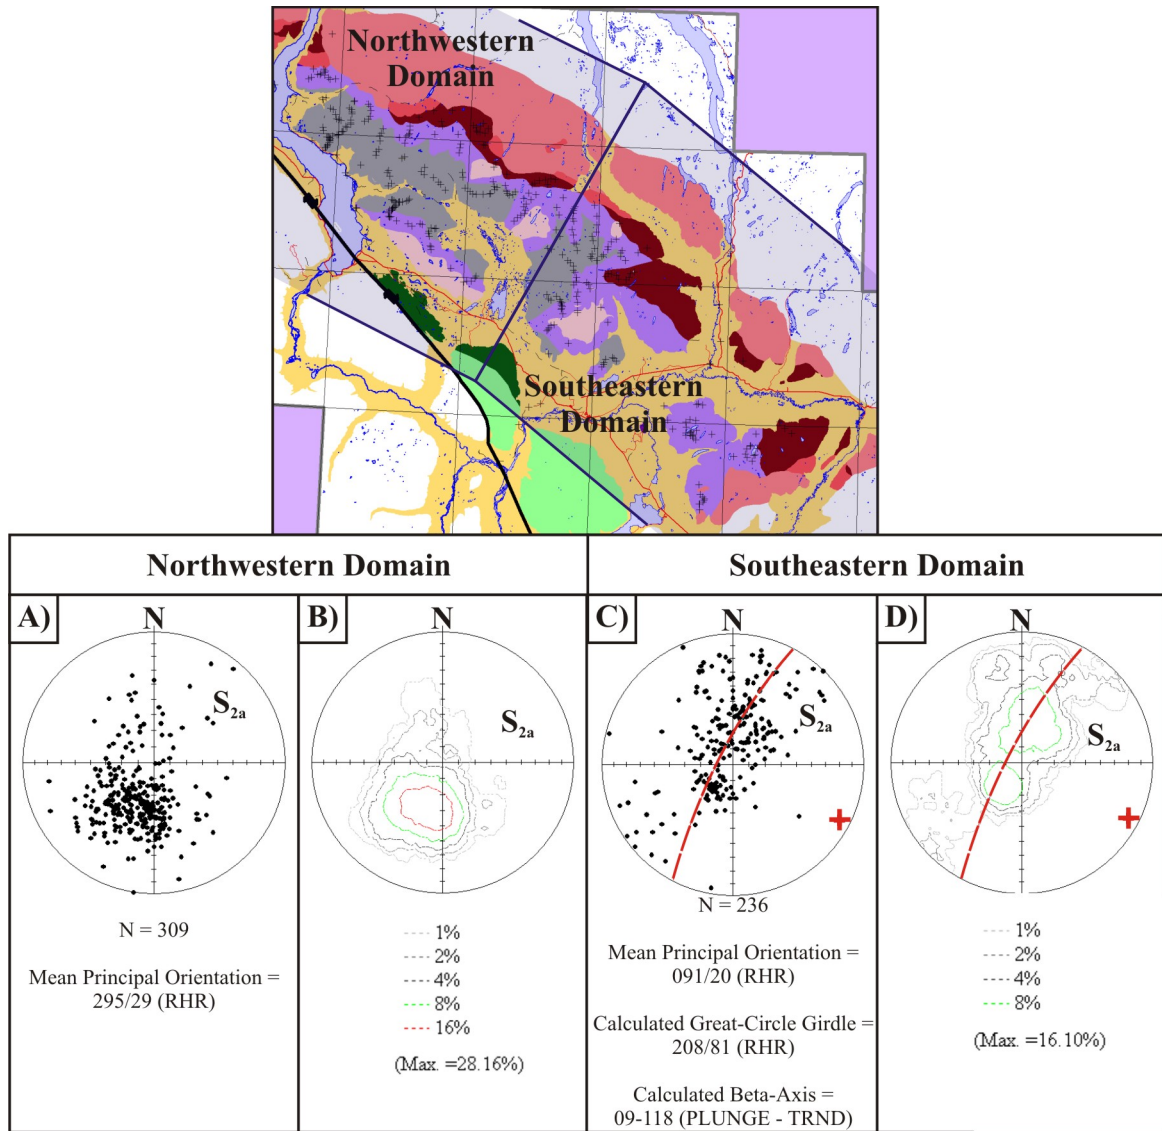 Northwestern
Domain
Southeastern
Domain
Northwestern Domain
Southeastern Domain
A)
N
S2a
N = 309
Mean Principal Orientation =
295/29 (RHR)
B)
N
S2a
1%
2%
4%
8%
16%
(Max. =28.16%)
C)
N
S2a
N = 236
Mean Principal Orientation =
091/20 (RHR)
Calculated Great-Circle Girdle =
208/81 (RHR)
Calculated Beta-Axis =
09-118 (PLUNGE - TRND)
D)
N
S2a
1%
2%
4%
8%
(Max. =16.10%)